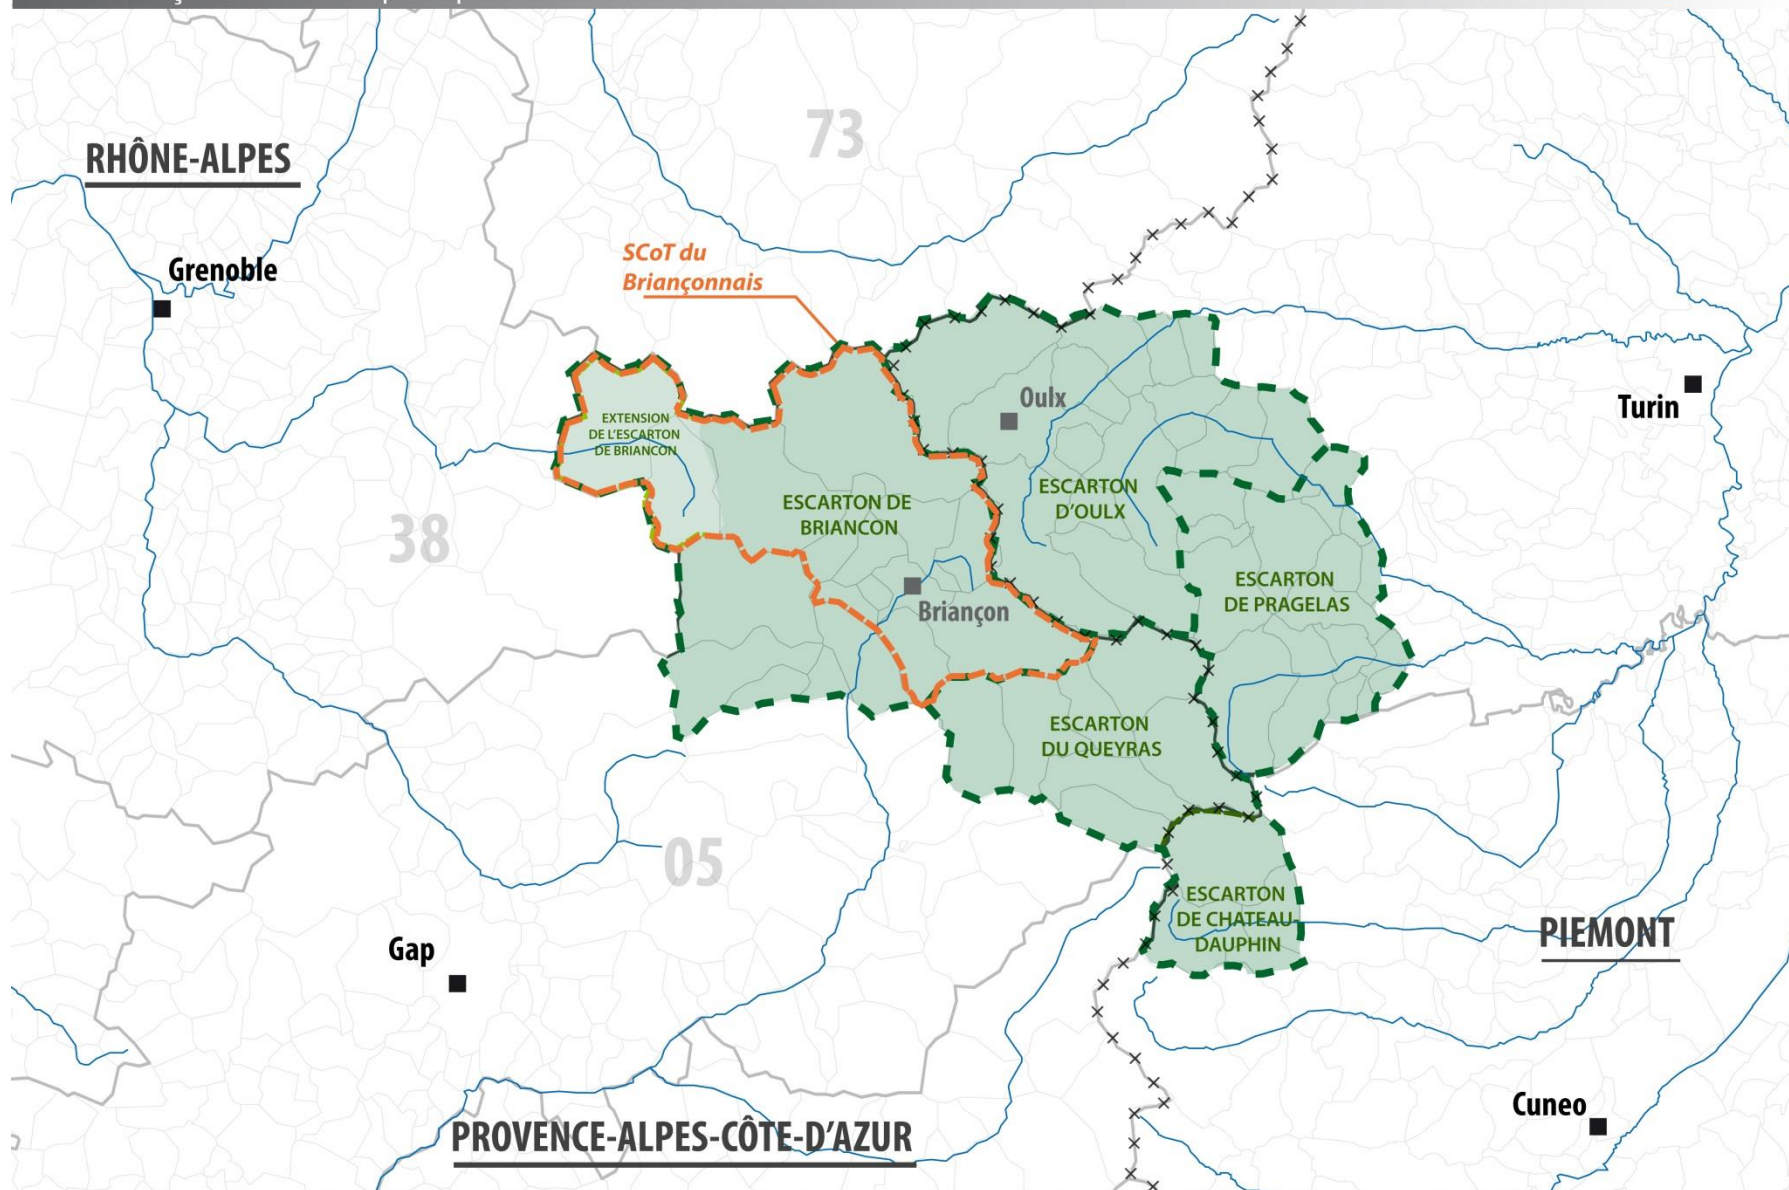 73
RHÔNE-ALPES
SCoT du
Briançonnais
Grenoble
Oulx
Turin
EXTENSION
DE L'ESCARTON
DE BRIANCON
ESCARTON DE
BRIANCON
ESCARTON
D'OULX
38
ESCARTON
DE PRAGELAS
Briançon
ESCARTON
DU QUEYRAS
05
ESCARTON
DE CHATEAU-
DAUPHIN
PIEMONT
Gap
Cuneo
PROVENCE-ALPES-CÔTE-D'AZUR